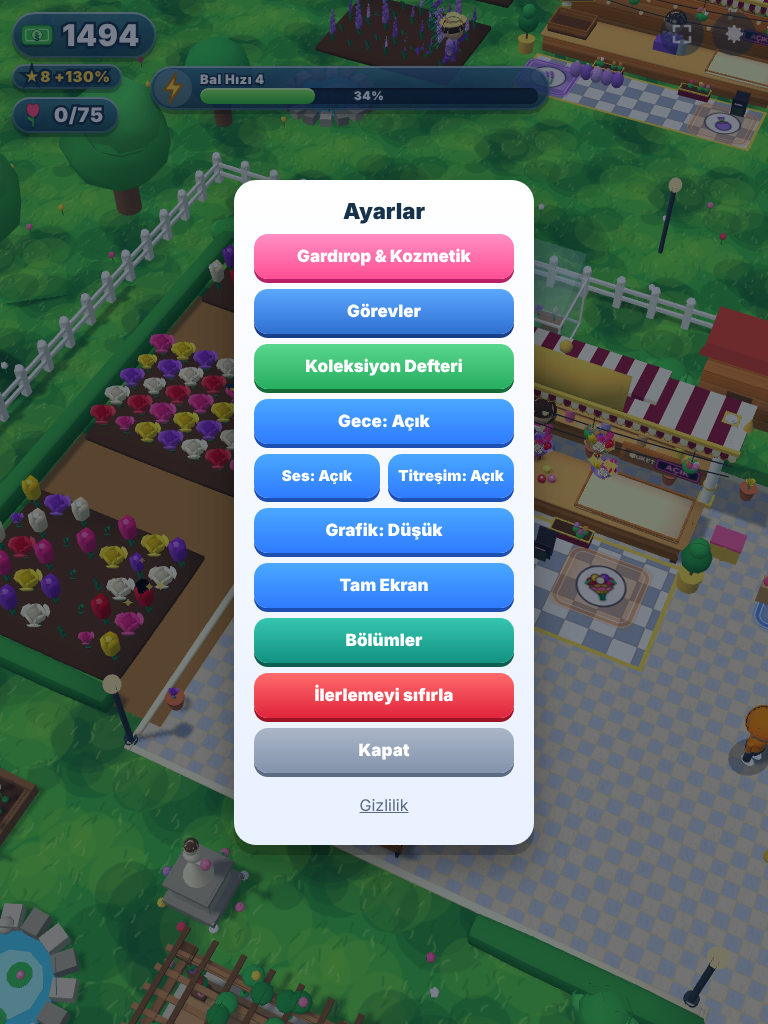 1494
★8 +130%
Bal Hızı 4
34%
0/75
Ayarlar
Gardırop & Kozmetik
Görevler
Koleksiyon Defteri
Gece: Açık
Ses: Açık
Titreşim: Açık
Grafik: Düşük
Tam Ekran
Bölümler
İlerlemeyi sıfırla
Kapat
Gizlilik